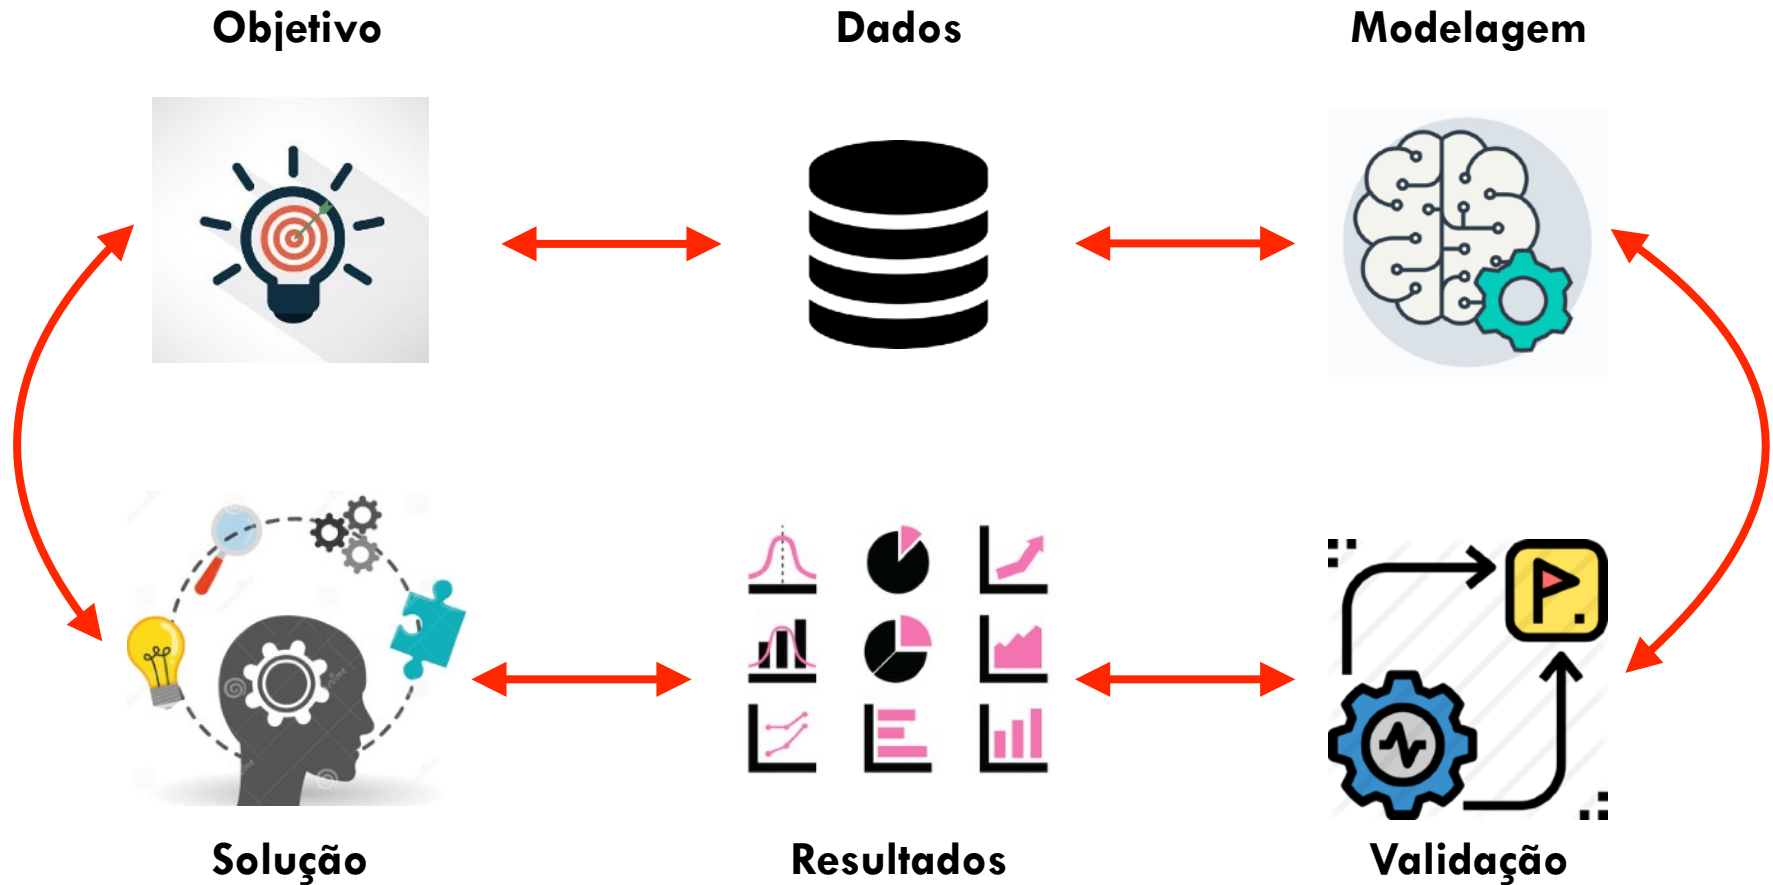 Objetivo
Dados
Modelagem
Solução
Resultados
Validação